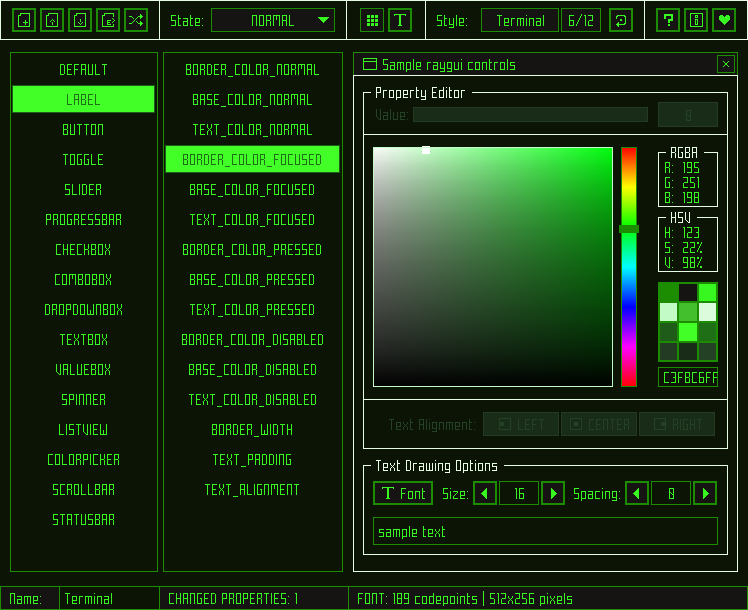 State: NORMAL Style: Terminal 6/12
DEFAULT
LABEL
BUTTON
TOGGLE
SLIDER
PROGRESSBAR
CHECKBOX
COMBOBOX
DROPDOWNBOX
TEXTBOX
VALUEBOX
SPINNER
LISTVIEW
COLORPICKER
SCROLLBAR
STATUSBAR
BORDER_COLOR_NORMAL
BASE_COLOR_NORMAL
TEXT_COLOR_NORMAL
BORDER_COLOR_FOCUSED
BASE_COLOR_FOCUSED
TEXT_COLOR_FOCUSED
BORDER_COLOR_PRESSED
BASE_COLOR_PRESSED
TEXT_COLOR_PRESSED
BORDER_COLOR_DISABLED
BASE_COLOR_DISABLED
TEXT_COLOR_DISABLED
BORDER_WIDTH
TEXT_PADDING
TEXT_ALIGNMENT
Sample raygui controls
Property Editor
Value: 0
RGBA
R: 195
G: 251
B: 198
HSV
H: 123
S: 22%
V: 98%
C3FBC6FF
Text Alignment: LEFT CENTER RIGHT
Text Drawing Options
Font Size: 16 Spacing: 0
sample text
Name: Terminal CHANGED PROPERTIES: 1 FONT: 189 codepoints | 512x256 pixels